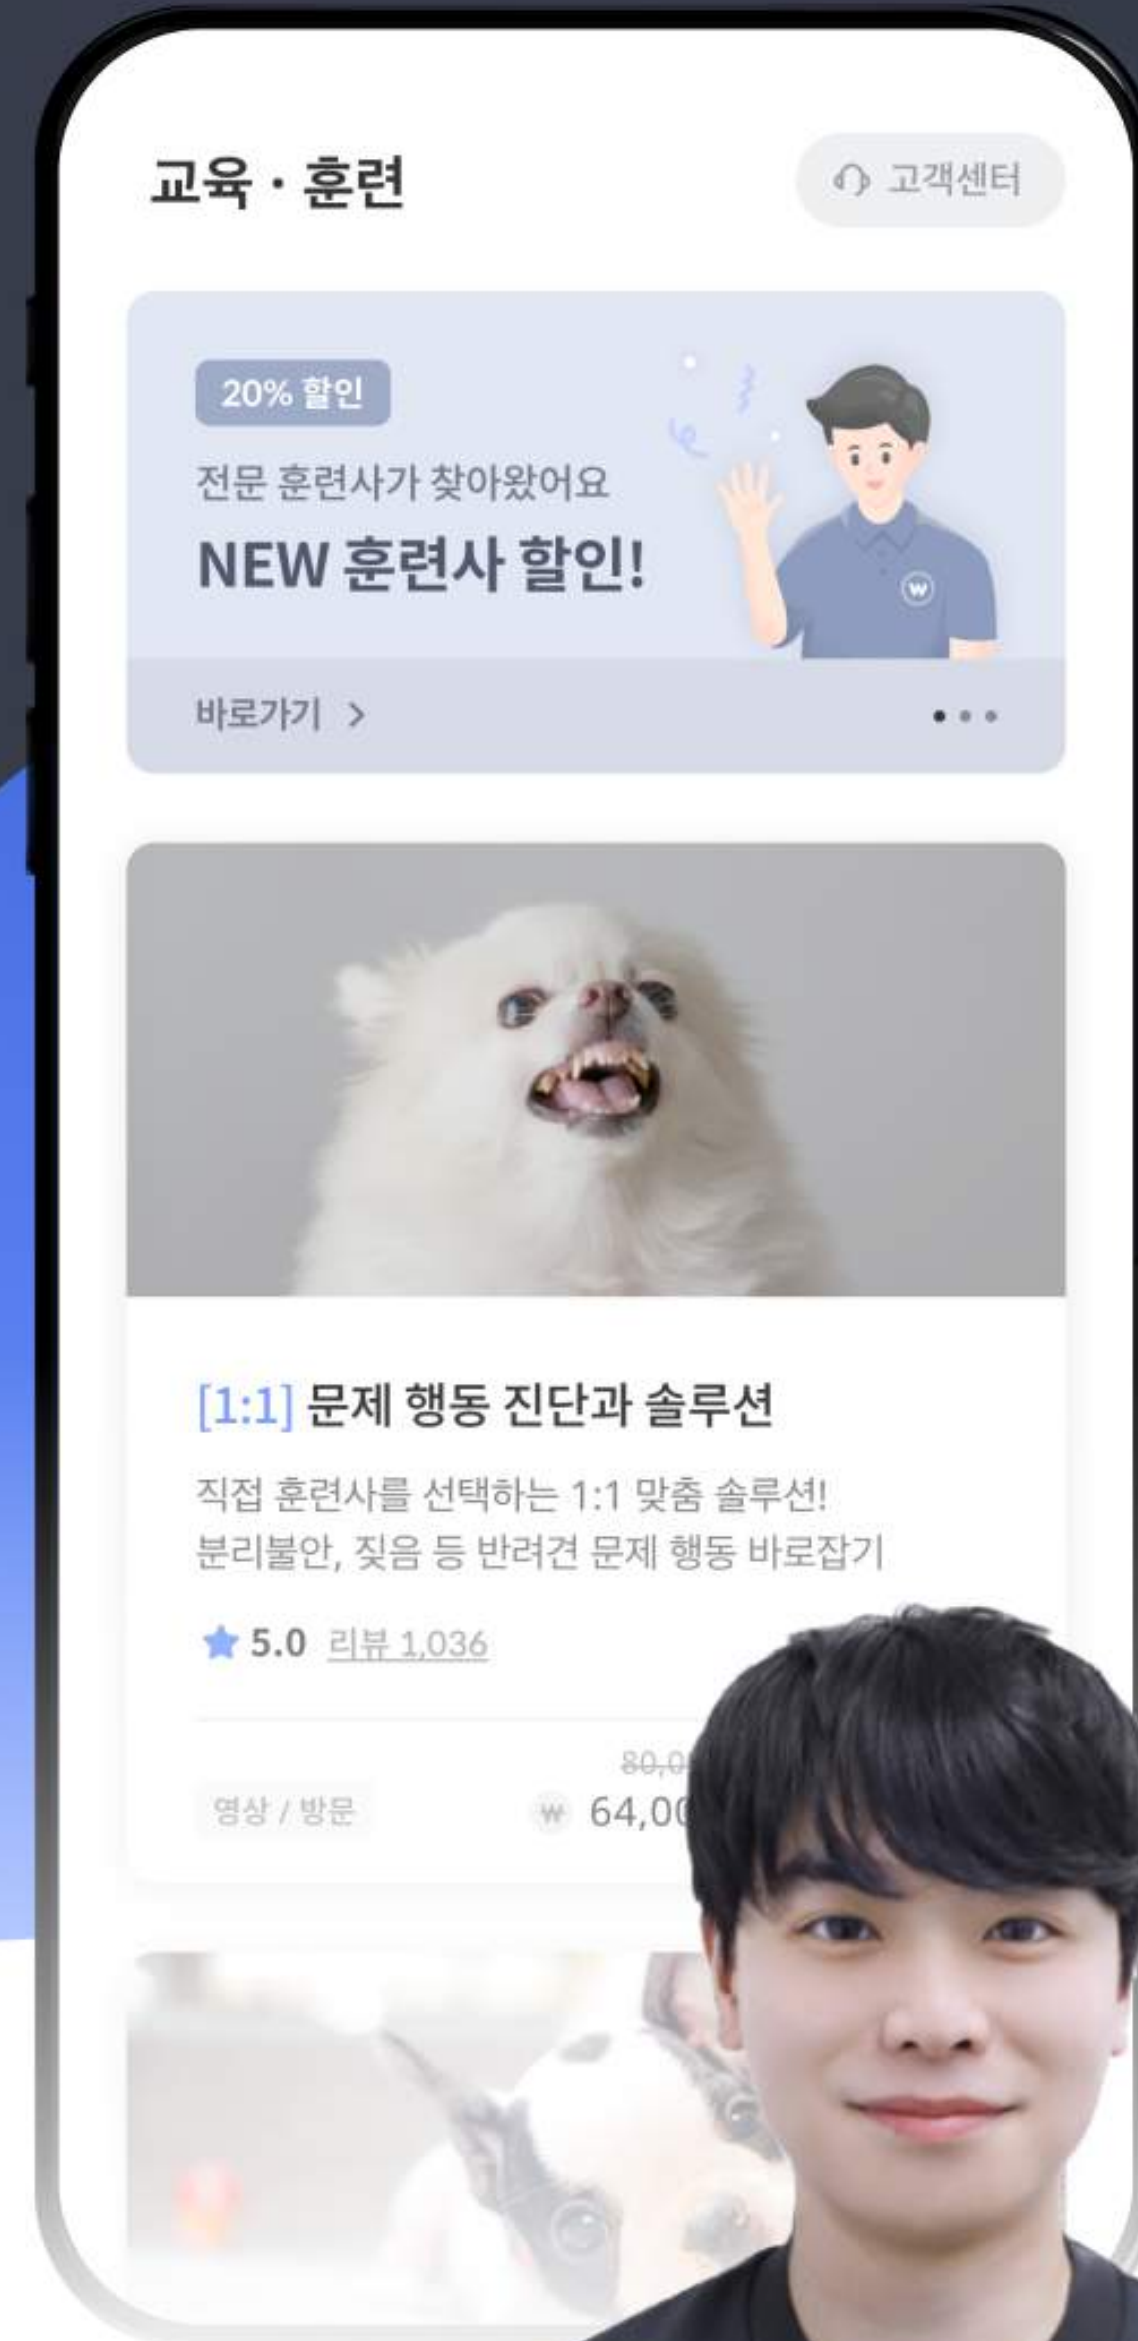 교육 · 훈련
고객센터
20% 할인
전문 훈련사가 찾아왔어요
NEW 훈련사 할인!
W
바로가기 >
[1:1] 문제 행동 진단과 솔루션
직접 훈련사를 선택하는 1:1 맞춤 솔루션!
분리불안, 짖음 등 반려견 문제 행동 바로잡기
5.0 리뷰 1,036
영상 / 방문
₩